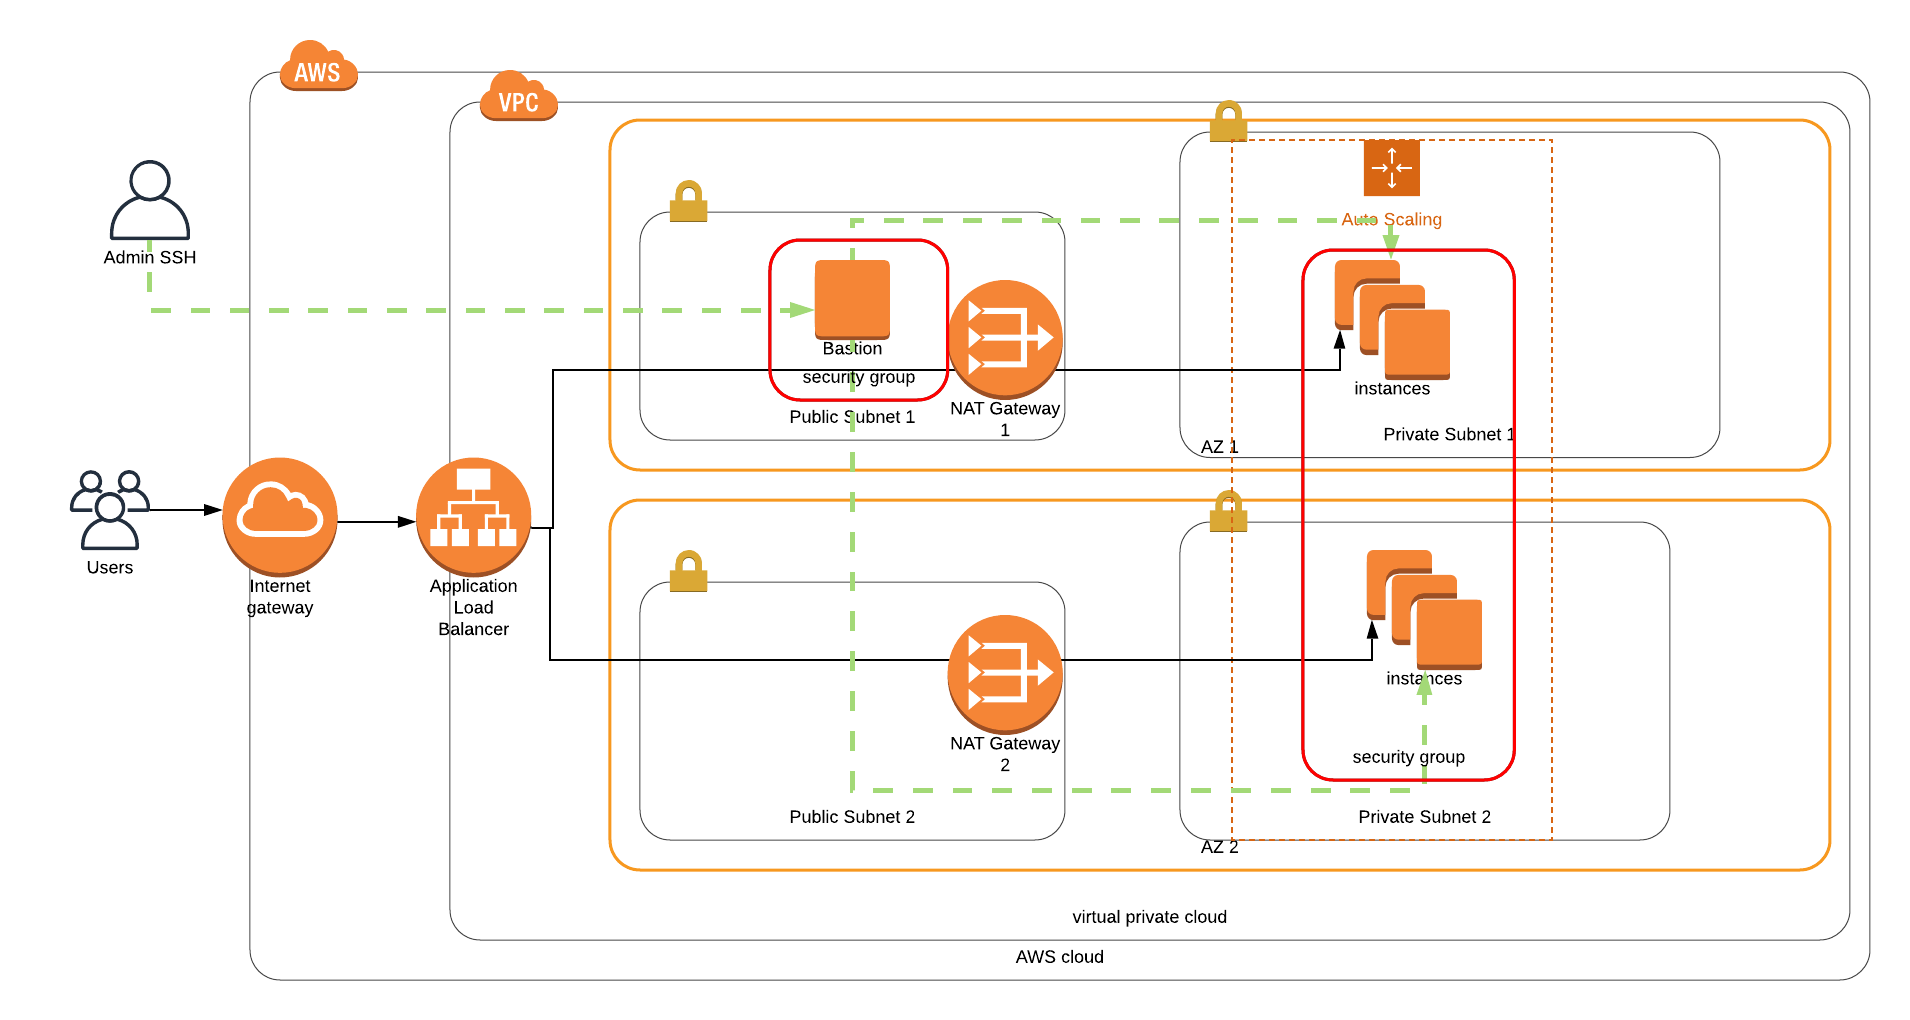 AWS
VPC
Auto Scaling
Admin SSH
Bastion
security group
Public Subnet 1
NAT Gateway
1
instances
Private Subnet 1
AZ 1
Users
Internet
gateway
Application
Load
Balancer
instances
NAT Gateway
2
security group
Public Subnet 2
Private Subnet 2
AZ 2
virtual private cloud
AWS cloud